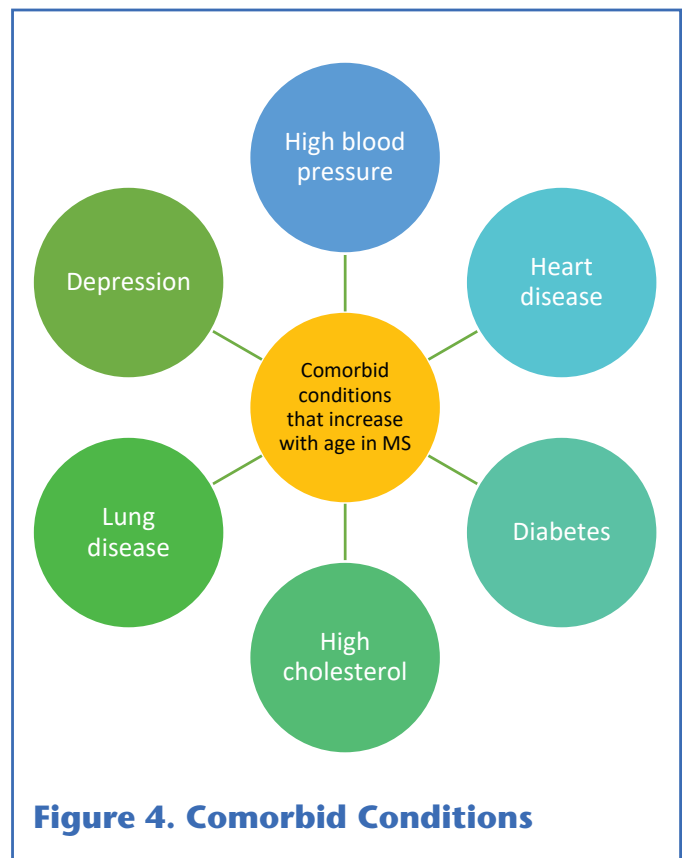 High blood
pressure
Depression
Heart
disease
Comorbid
conditions
that increase
with age in MS
Lung
disease
Diabetes
High
cholesterol
Figure 4. Comorbid Conditions